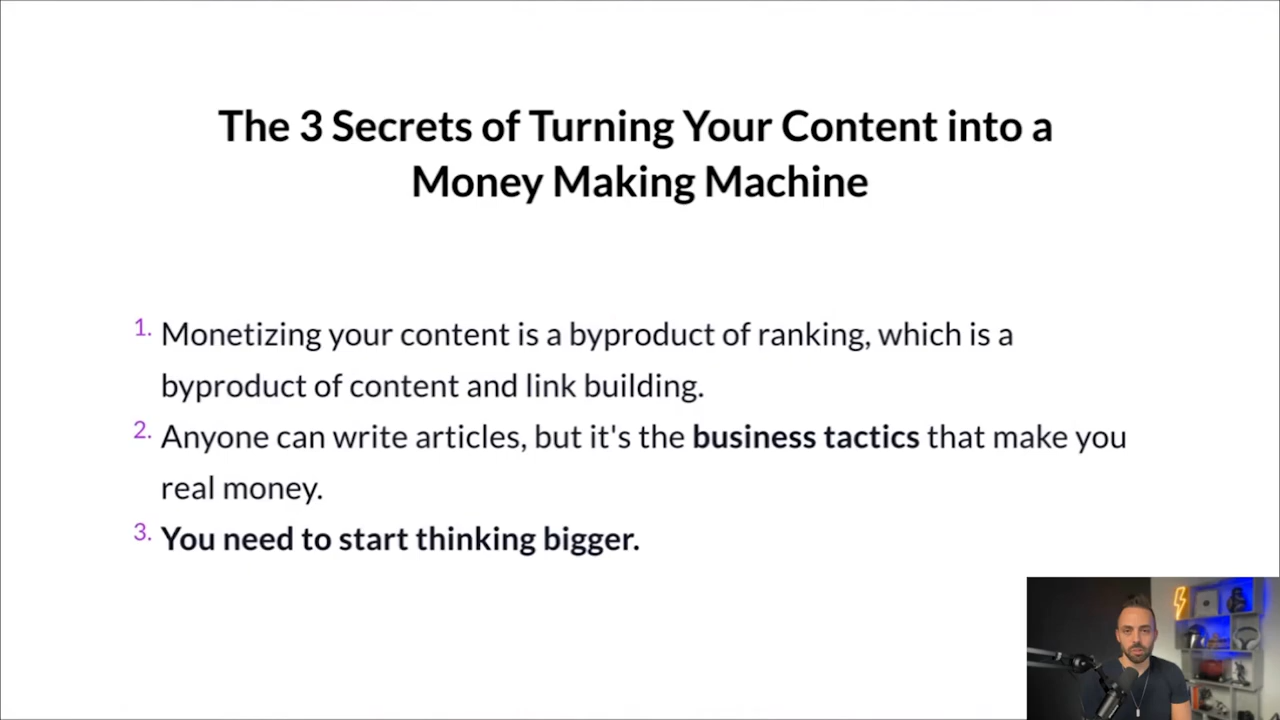 The 3 Secrets of Turning Your Content into a
Money Making Machine
1. Monetizing your content is a byproduct of ranking, which is a
byproduct of content and link building.
2. Anyone can write articles, but it's the business tactics that make you
real money.
3. You need to start thinking bigger.